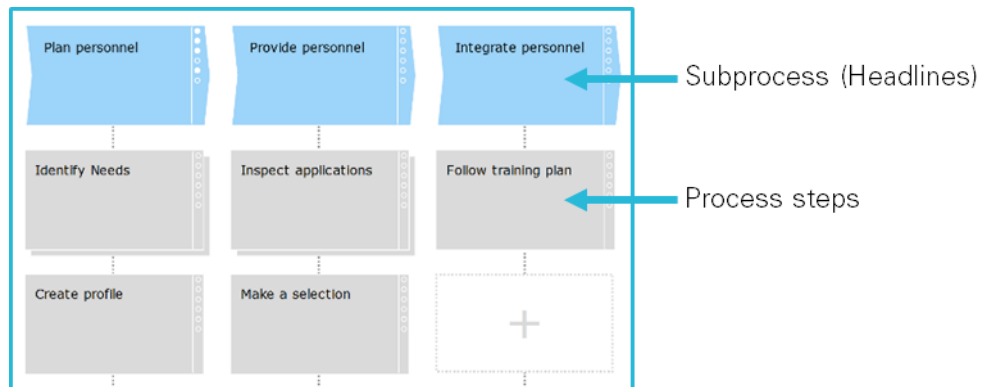 Plan personnel
Provide personnel
Integrate personnel
Subprocess (Headlines)
Identify Needs
Inspect applications
Follow training plan
Process steps
Create profile
Make a selection